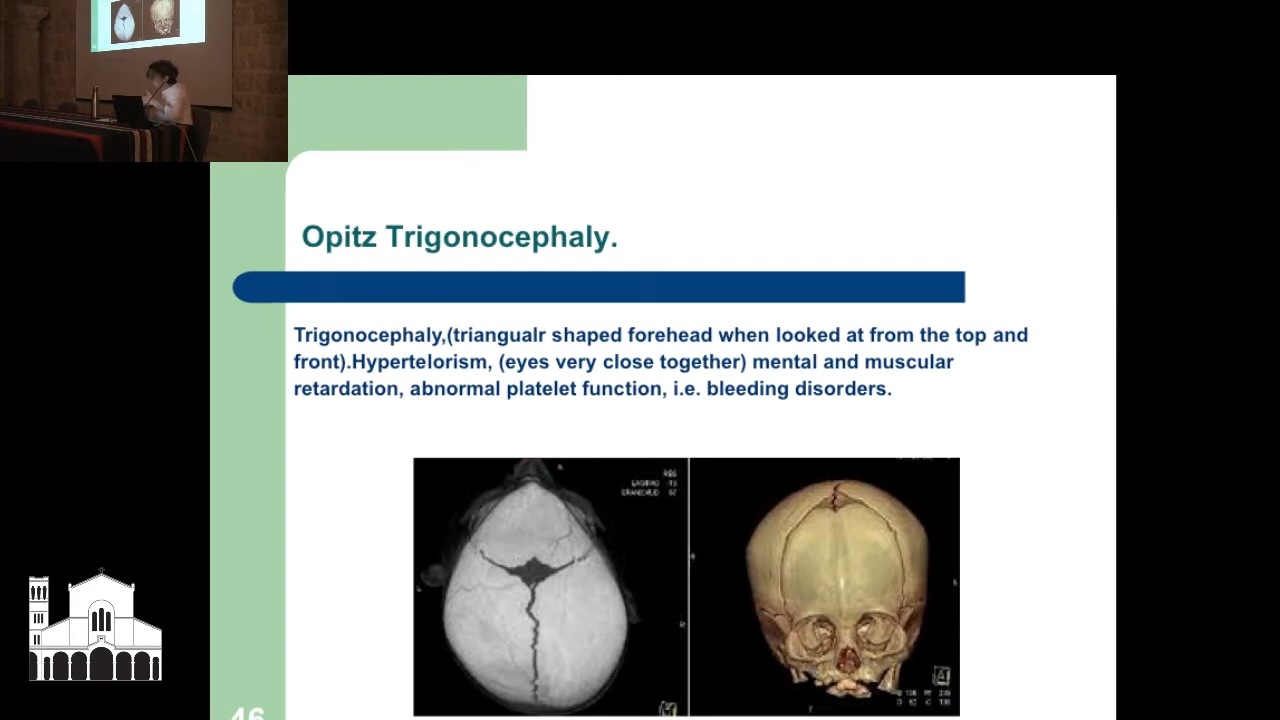 Opitz Trigonocephaly.
Trigonocephaly,(triangualr shaped forehead when looked at from the top and
front).Hypertelorism, (eyes very close together) mental and muscular
retardation, abnormal platelet function, i.e. bleeding disorders.
46